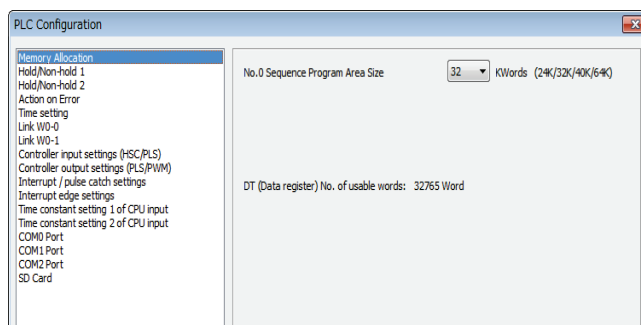 PLC Configuration
Memory Allocation
Hold/Non-hold 1
Hold/Non-hold 2
Action on Error
Time setting
Link W0-0
Link W0-1
Controller input settings (HSC/PLS)
Controller output settings (PLS/PWM)
Interrupt / pulse catch settings
Interrupt edge settings
Time constant setting 1 of CPU input
Time constant setting 2 of CPU input
COM0 Port
COM1 Port
COM2 Port
SD Card
No.0 Sequence Program Area Size 32 KWords (24K/32K/40K/64K)
DT (Data register) No. of usable words: 32765 Word